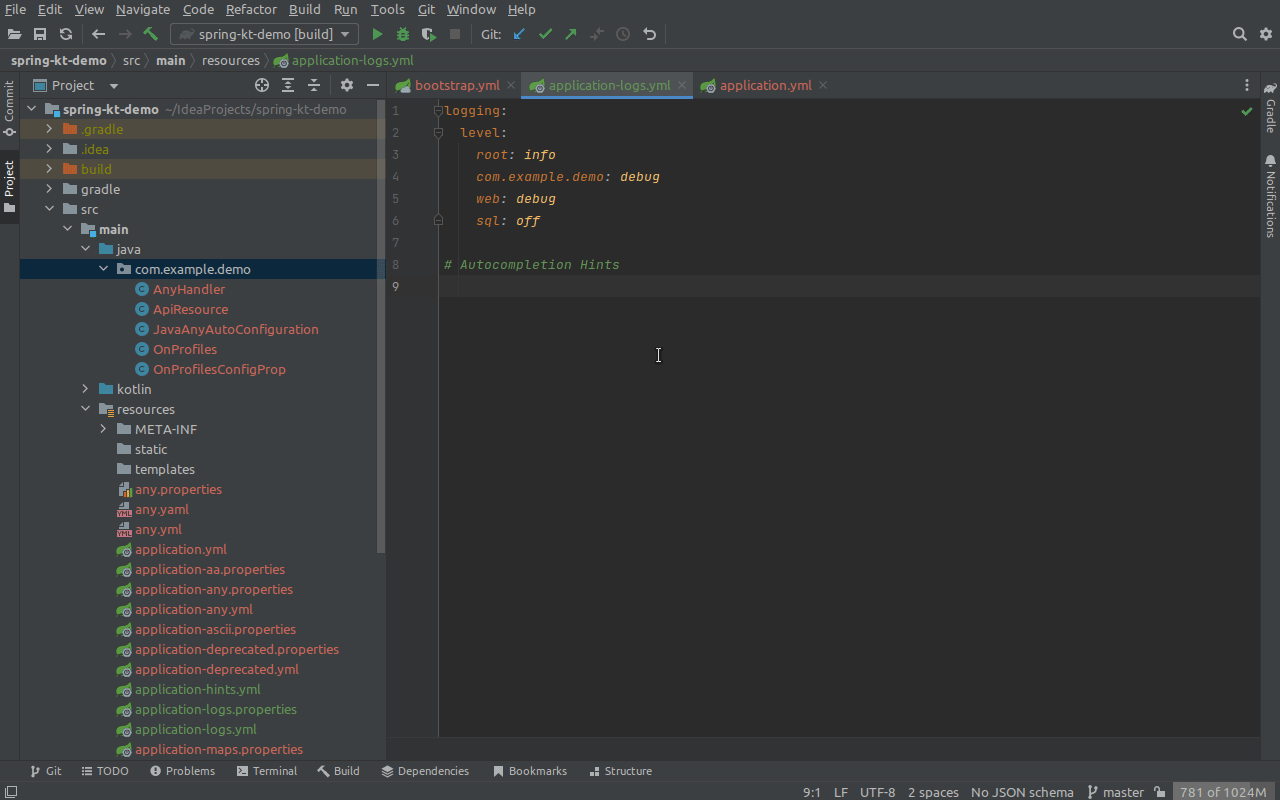 File Edit View Navigate Code Refactor Build Run Tools Git Window Help
spring-kt-demo [build] Git:
spring-kt-demo src main resources application-logs.yml
Commit
Project
Project
spring-kt-demo ~/IdeaProjects/spring-kt-demo
.gradle
.idea
build
gradle
src
main
java
com.example.demo
C AnyHandler
C ApiResource
C JavaAnyAutoConfiguration
C OnProfiles
C OnProfilesConfigProp
kotlin
resources
META-INF
static
templates
any.properties
YML any.yaml
YML any.yml
application.yml
application-aa.properties
application-any.properties
application-any.yml
application-ascii.properties
application-deprecated.properties
application-deprecated.yml
application-hints.yml
application-logs.properties
application-logs.yml
application-maps.properties
bootstrap.yml application-logs.yml application.yml
1 logging:
2 level:
3 root: info
4 com.example.demo: debug
5 web: debug
6 sql: off
7
8 # Autocompletion Hints
9
Gradle
Notifications
Git TODO Problems Terminal Build Dependencies Bookmarks Structure
9:1 LF UTF-8 2 spaces No JSON schema master 781 of 1024M